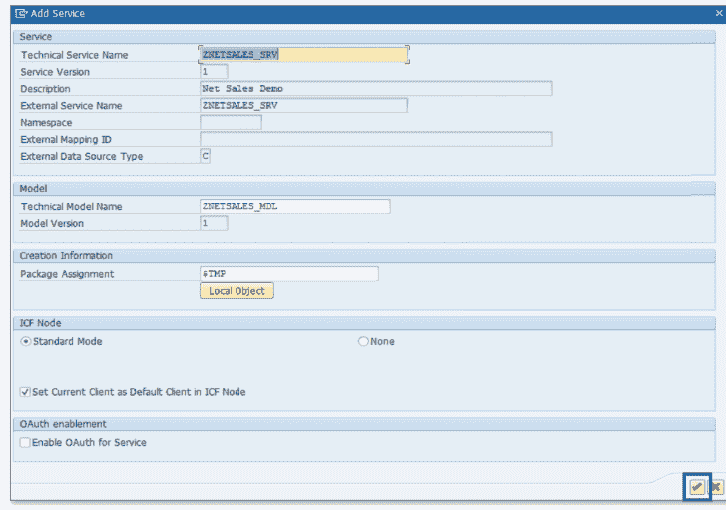 Add Service
Service
Technical Service Name ZNETSALES_SRV
Service Version 1
Description Net Sales Demo
External Service Name ZNETSALES_SRV
Namespace
External Mapping ID
External Data Source Type C
Model
Technical Model Name ZNETSALES_MDL
Model Version 1
Creation Information
Package Assignment $TMP
Local Object
ICF Node
Standard Mode None
Set Current Client as Default Client in ICF Node
OAuth enablement
Enable OAuth for Service